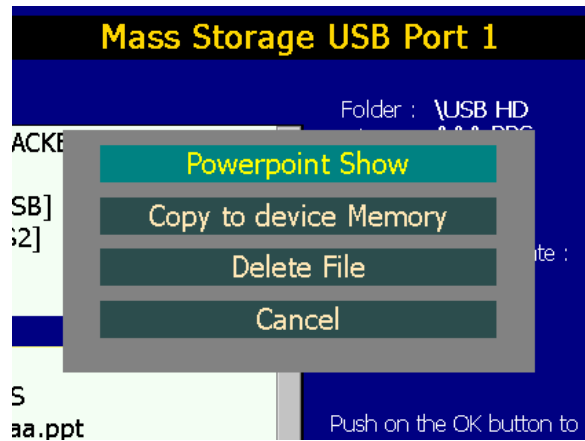 Mass Storage USB Port 1
Folder : \USB HD
ACKE
Powerpoint Show
SB]
Copy to device Memory
S2]
Delete File
te :
Cancel
S
aa.ppt
Push on the OK button to